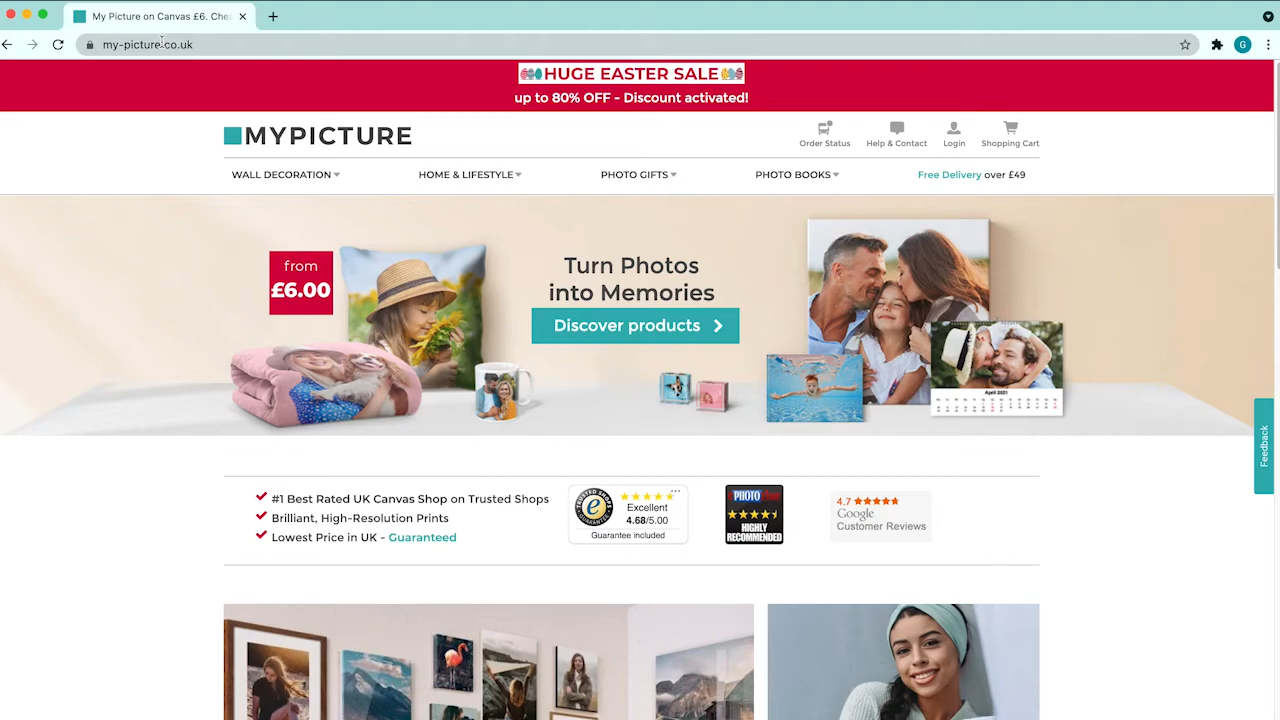 My Picture on Canvas £6. Chea
my-picture.co.uk
G
HUGE EASTER SALE
up to 80% OFF - Discount activated!
MYPICTURE
Order Status
Help & Contact
Login
Shopping Cart
WALL DECORATION
HOME & LIFESTYLE
PHOTO GIFTS
PHOTO BOOKS
Free Delivery over £49
from
£6.00
Turn Photos
into Memories
Discover products
April 2021
Feedback
#1 Best Rated UK Canvas Shop on Trusted Shops
Brilliant, High-Resolution Prints
Lowest Price in UK - Guaranteed
TRUSTED SHOPS
GUARANTEE
e
Excellent
4.68/5.00
Guarantee included
PHOTO
HIGHLY
RECOMMENDED
4.7
Google
Customer Reviews